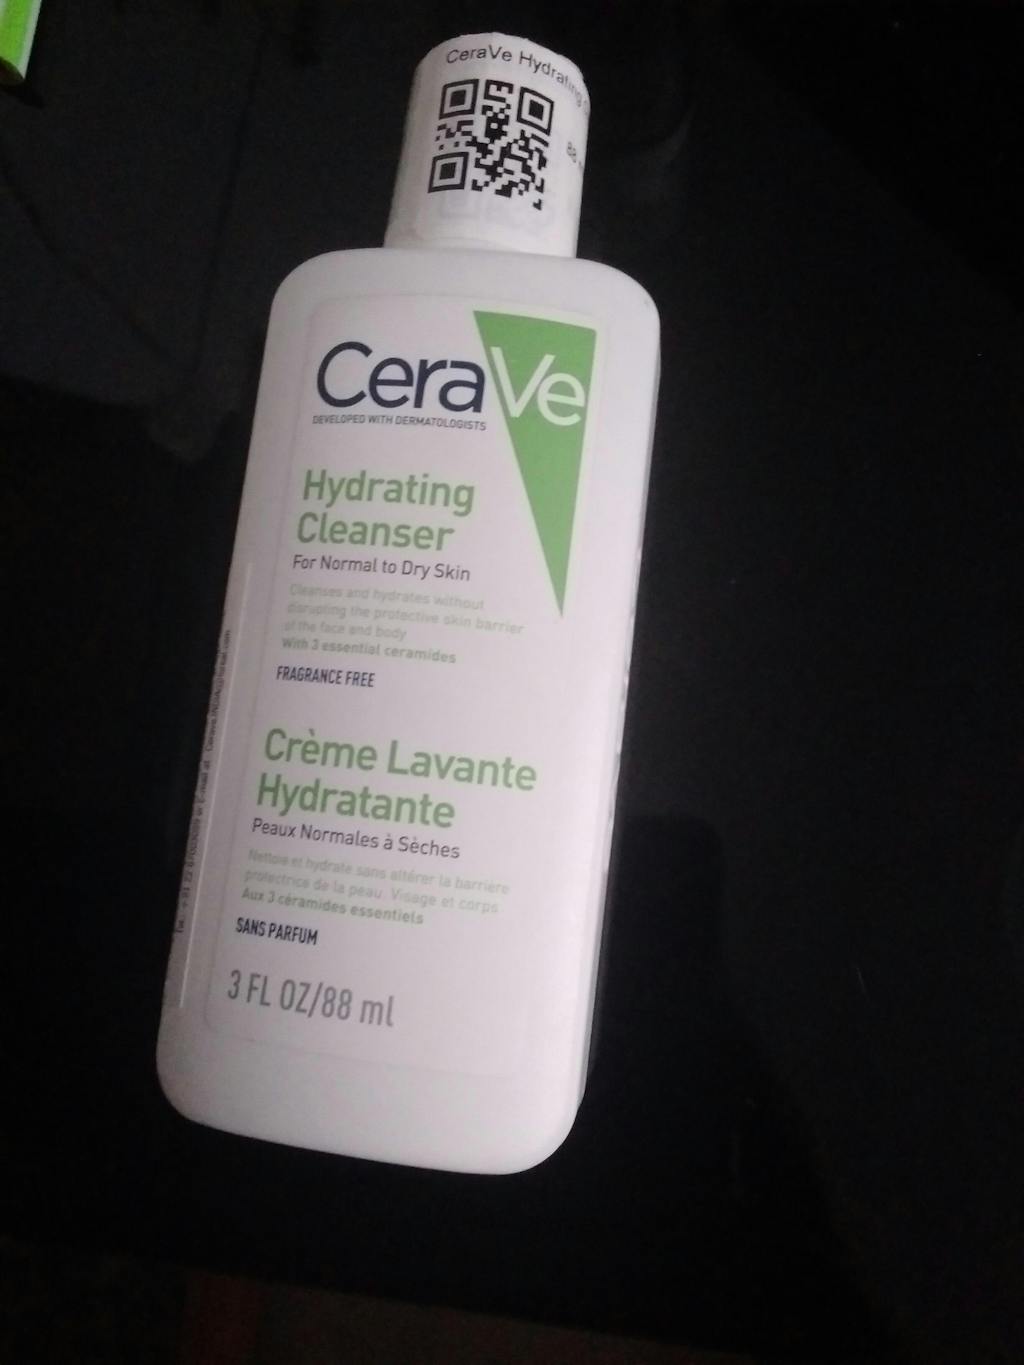 CeraVe Hydrating
88
CeraVe
DEVELOPED WITH DERMATOLOGISTS
Hydrating
Cleanser
For Normal to Dry Skin
Cleanses and hydrates without
disrupting the protective skin barrier
of the face and body
With 3 essential ceramides
FRAGRANCE FREE
Crème Lavante
Hydratante
Peaux Normales à Sèches
Nettoie et hydrate sans altérer la barrière
protectrice de la peau. Visage et corps
Aux 3 céramides essentiels
SANS PARFUM
3 FL OZ/88 ml